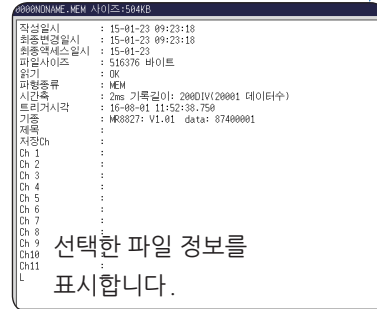 0000NONAME.MEM 사이즈:504KB
작성일시 : 15-01-23 09:23:18
최종변경일시 : 15-01-23 09:23:18
최종액세스일시 : 15-01-23
파일사이즈 : 516376 바이트
읽기 : OK
파형종류 : MEM
시간축 : 2ms 기록길이: 200DIV(20001 데이터수)
트리거시각 : 16-08-01 11:52:38.750
기종 : MR8827: V1.01 data: 87400001
제목 :
저장Ch :
Ch 1 :
Ch 2 :
Ch 3 :
Ch 4 :
Ch 5 :
Ch 6 :
Ch 7 :
Ch 8 :
Ch 9 :
Ch10 :
Ch11 :
L
선택한 파일 정보를
표시합니다.